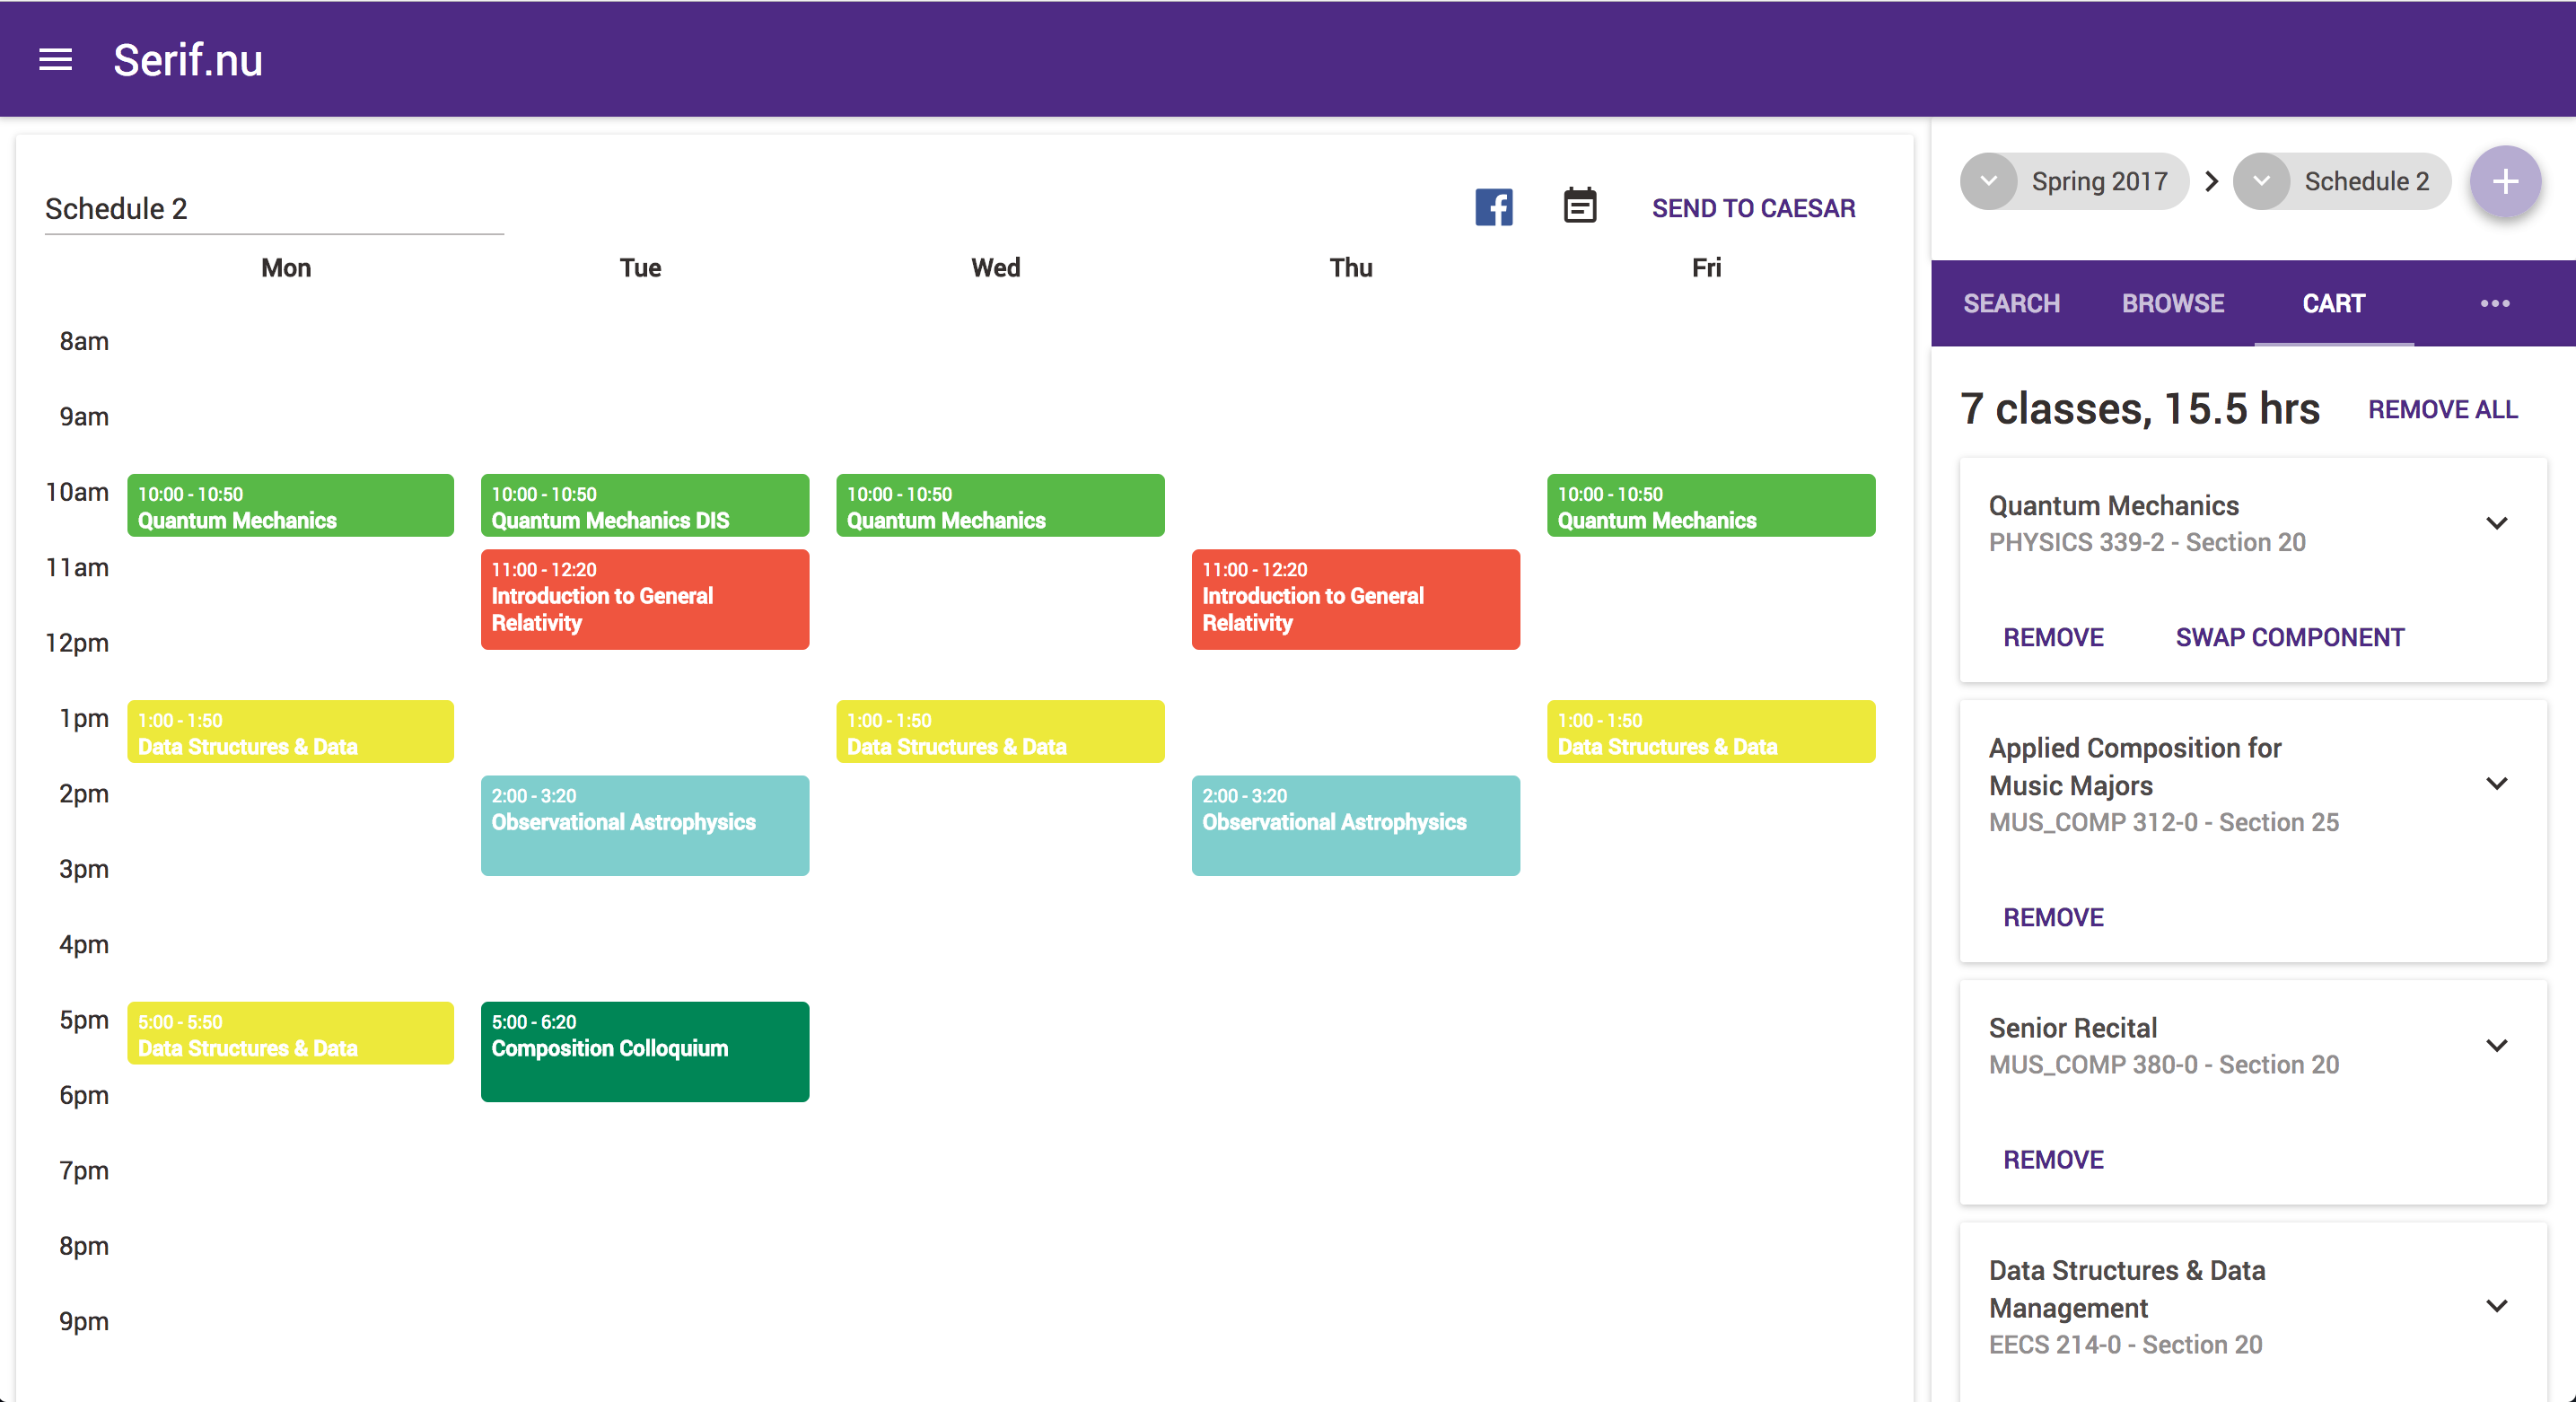 Serif.nu
Schedule 2
SEND TO CAESAR
Mon Tue Wed Thu Fri
8am
9am
10am
11am
12pm
1pm
2pm
3pm
4pm
5pm
6pm
7pm
8pm
9pm
10:00 - 10:50
Quantum Mechanics
1:00 - 1:50
Data Structures & Data
5:00 - 5:50
Data Structures & Data
10:00 - 10:50
Quantum Mechanics DIS
11:00 - 12:20
Introduction to General
Relativity
2:00 - 3:20
Observational Astrophysics
5:00 - 6:20
Composition Colloquium
10:00 - 10:50
Quantum Mechanics
1:00 - 1:50
Data Structures & Data
11:00 - 12:20
Introduction to General
Relativity
2:00 - 3:20
Observational Astrophysics
10:00 - 10:50
Quantum Mechanics
1:00 - 1:50
Data Structures & Data
Spring 2017
Schedule 2
SEARCH BROWSE CART
7 classes, 15.5 hrs
REMOVE ALL
Quantum Mechanics
PHYSICS 339-2 - Section 20
REMOVE SWAP COMPONENT
Applied Composition for
Music Majors
MUS_COMP 312-0 - Section 25
REMOVE
Senior Recital
MUS_COMP 380-0 - Section 20
REMOVE
Data Structures & Data
Management
EECS 214-0 - Section 20